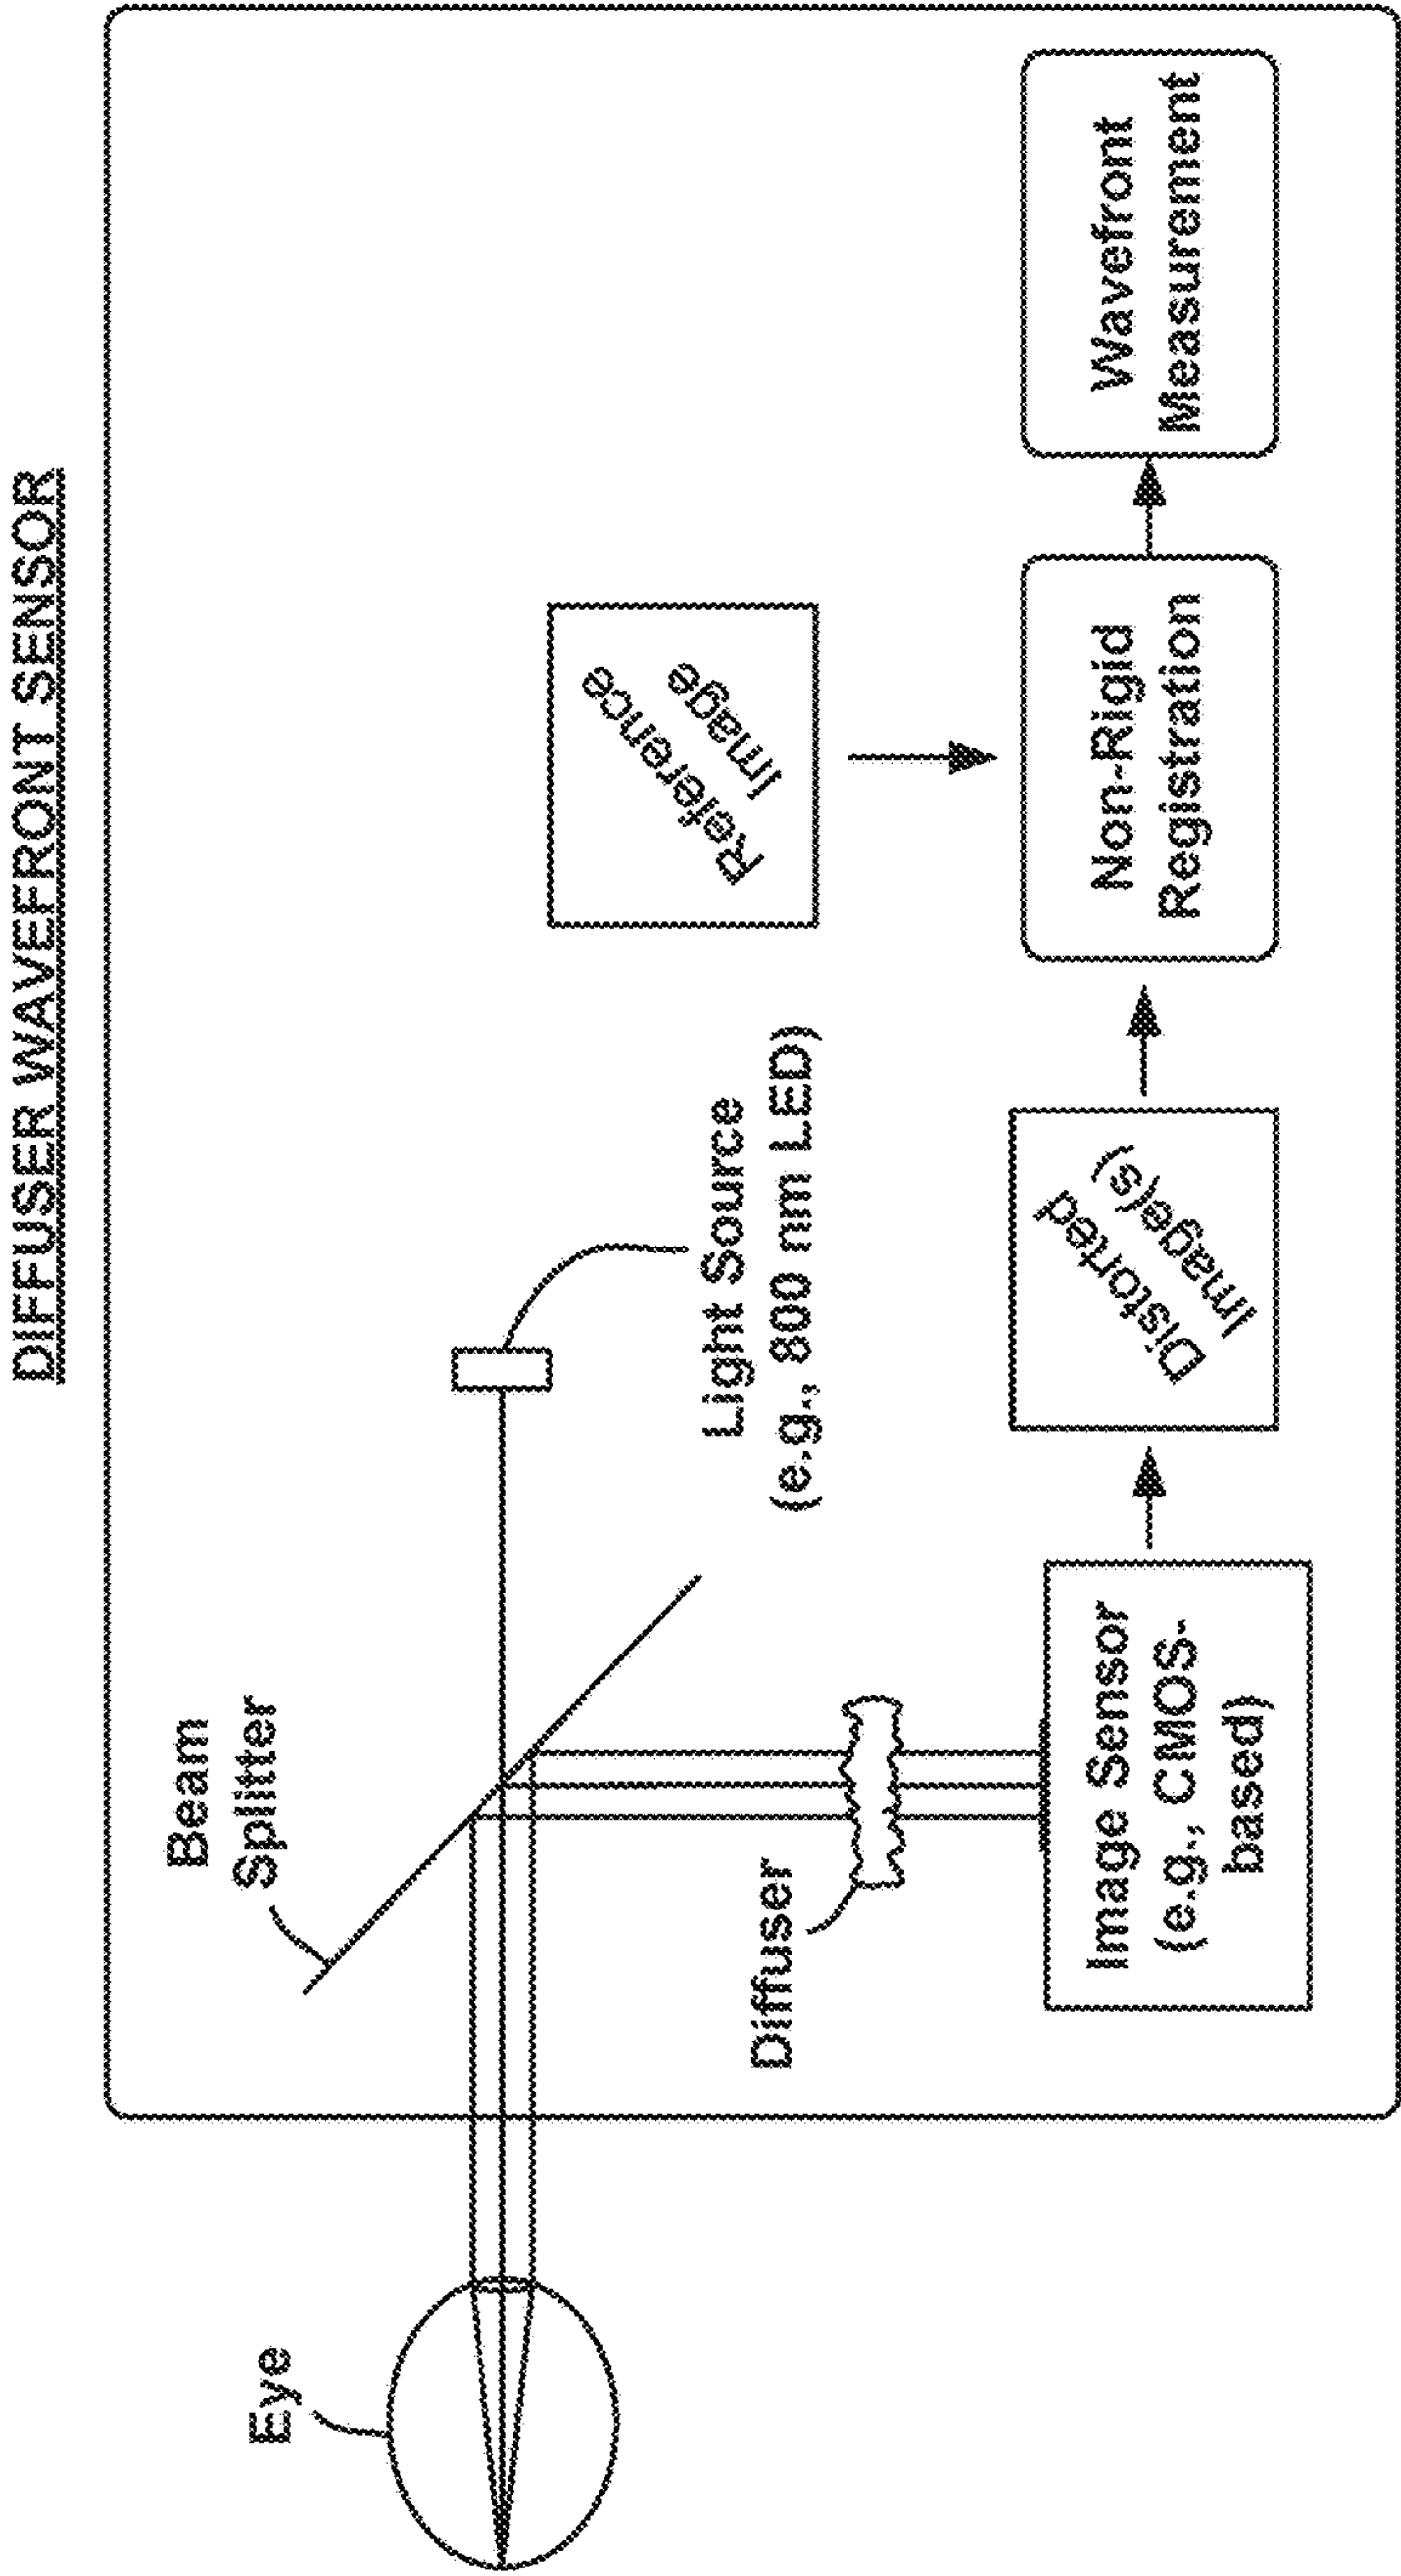 DIFFUSER WAVEFRONT SENSOR
Eye
Beam
Splitter
Light Source
(e.g., 800 nm LED)
Diffuser
Reference
Image
Image Sensor
(e.g., CMOS-
based)
Distorted
Image(s)
Non-Rigid
Registration
Wavefront
Measurement